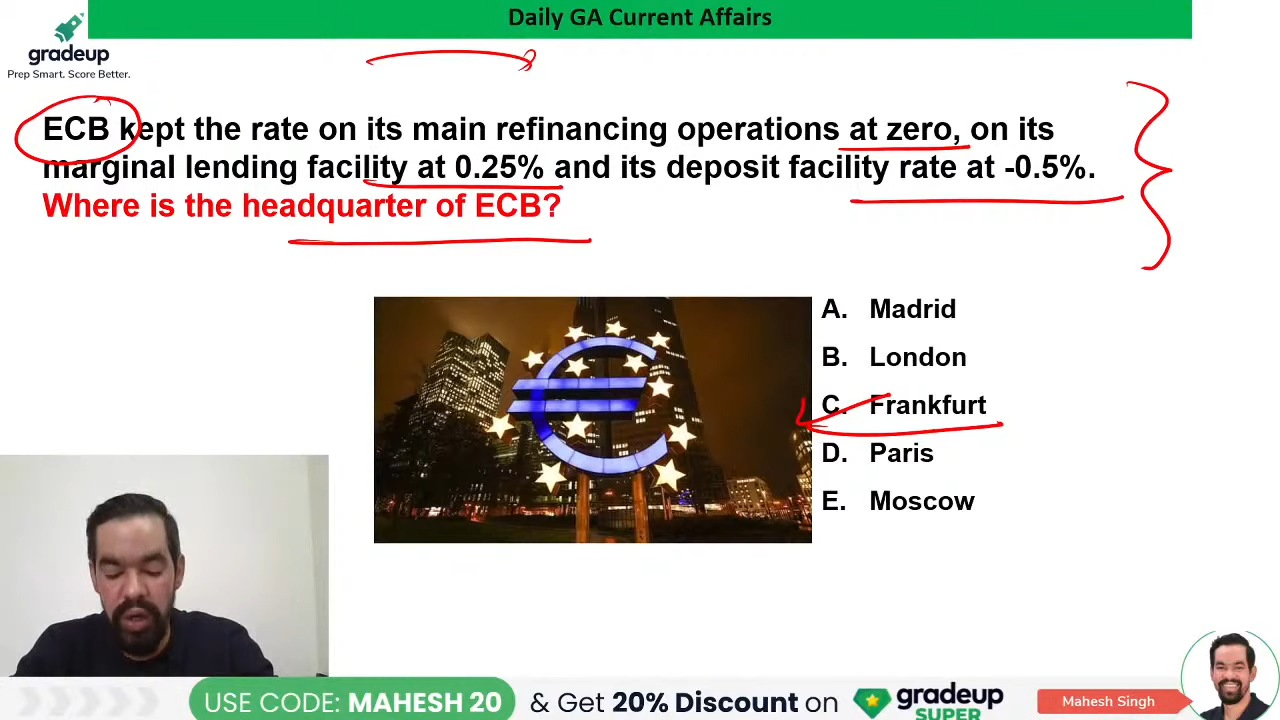 Daily GA Current Affairs
gradeup
Prep Smart. Score Better.
ECB kept the rate on its main refinancing operations at zero, on its
marginal lending facility at 0.25% and its deposit facility rate at -0.5%.
Where is the headquarter of ECB?
A. Madrid
B. London
C. Frankfurt
D. Paris
E. Moscow
USE CODE: MAHESH 20 & Get 20% Discount on gradeup
SUPER
Mahesh Singh